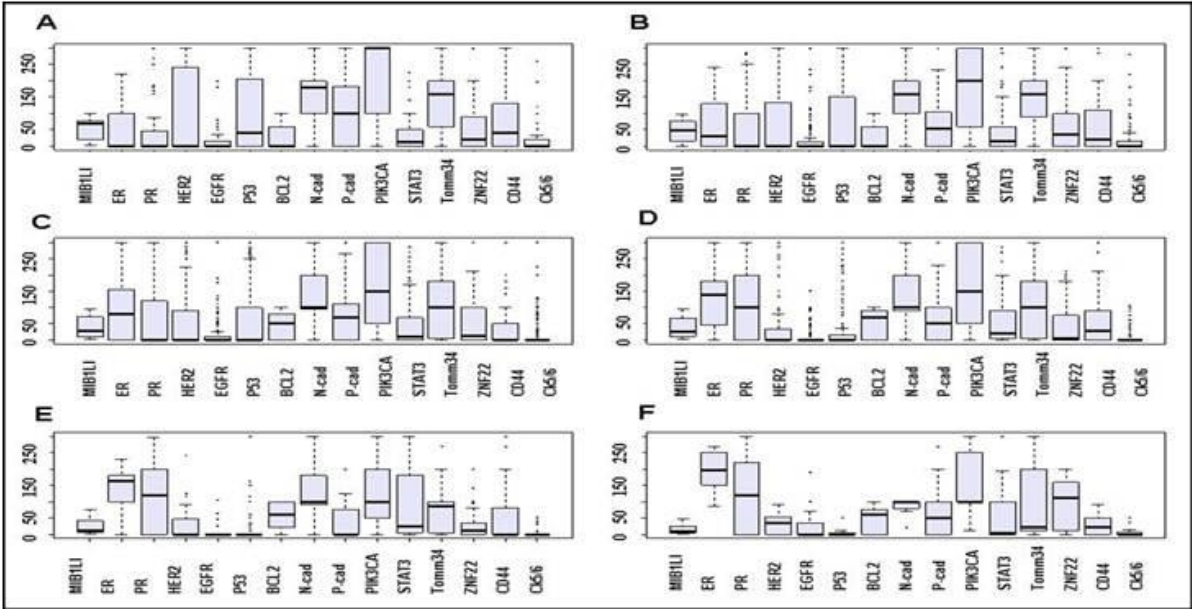 A
B
0 50 150 250
0 50 150 250
MIB1LI ER PR HER2 EGFR P53 BCL2 N-cad P-cad PIK3CA STAT3 Tomm34 ZNF22 CD44 Ck5/6
MIB1LI ER PR HER2 EGFR P53 BCL2 N-cad P-cad PIK3CA STAT3 Tomm34 ZNF22 CD44 Ck5/6
C
D
0 50 150 250
0 50 150 250
MIB1LI ER PR HER2 EGFR P53 BCL2 N-cad P-cad PIK3CA STAT3 Tomm34 ZNF22 CD44 Ck5/6
MIB1LI ER PR HER2 EGFR P53 BCL2 N-cad P-cad PIK3CA STAT3 Tomm34 ZNF22 CD44 Ck5/6
E
F
0 50 150 250
0 50 150 250
MIB1LI ER PR HER2 EGFR P53 BCL2 N-cad P-cad PIK3CA STAT3 Tomm34 ZNF22 CD44 Ck5/6
MIB1LI ER PR HER2 EGFR P53 BCL2 N-cad P-cad PIK3CA STAT3 Tomm34 ZNF22 CD44 Ck5/6